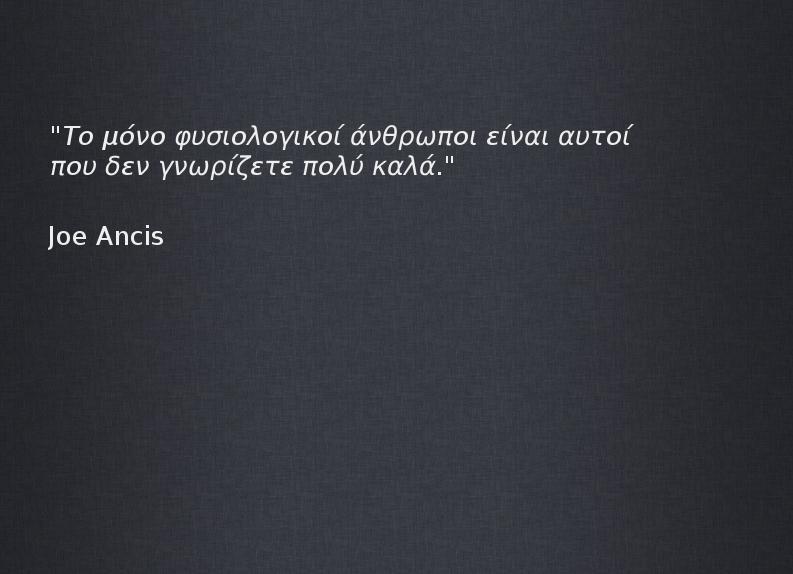 "Το μόνο φυσιολογικοί άνθρωποι είναι αυτοί
που δεν γνωρίζετε πολύ καλά."
Joe Ancis